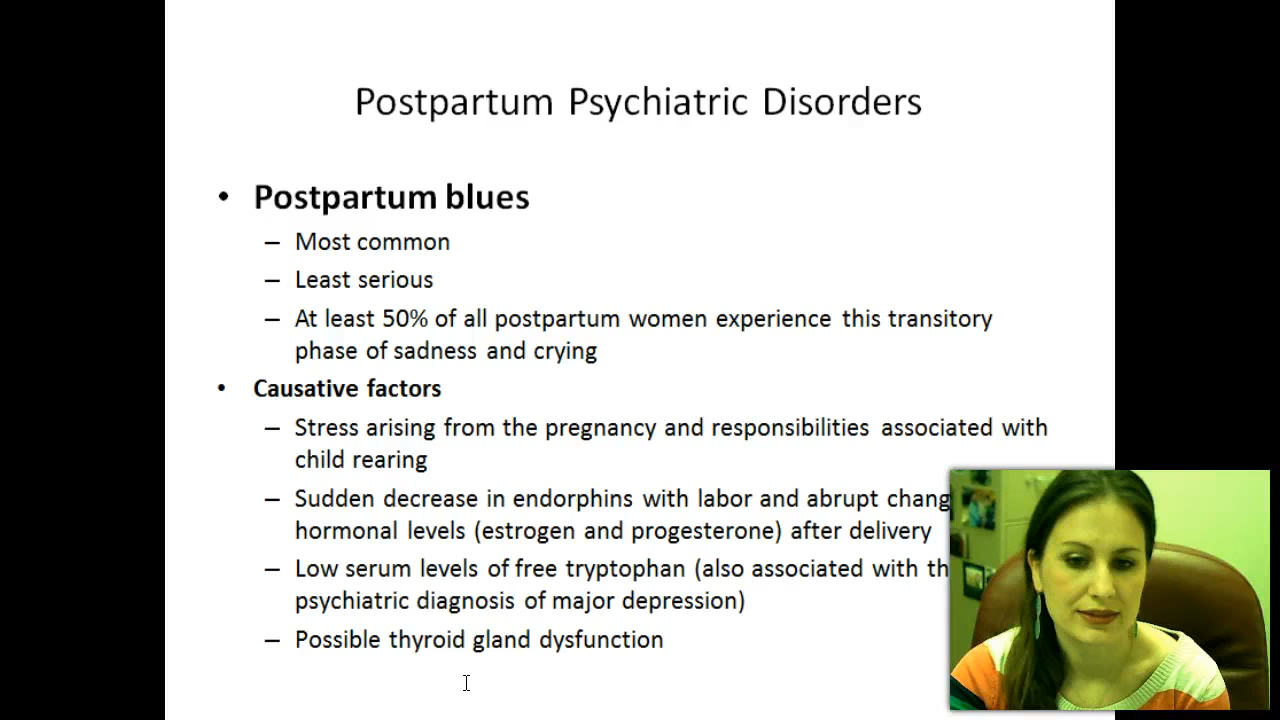 Postpartum Psychiatric Disorders
• Postpartum blues
– Most common
– Least serious
– At least 50% of all postpartum women experience this transitory
phase of sadness and crying
• Causative factors
– Stress arising from the pregnancy and responsibilities associated with
child rearing
– Sudden decrease in endorphins with labor and abrupt chang
hormonal levels (estrogen and progesterone) after delivery
– Low serum levels of free tryptophan (also associated with th
psychiatric diagnosis of major depression)
– Possible thyroid gland dysfunction